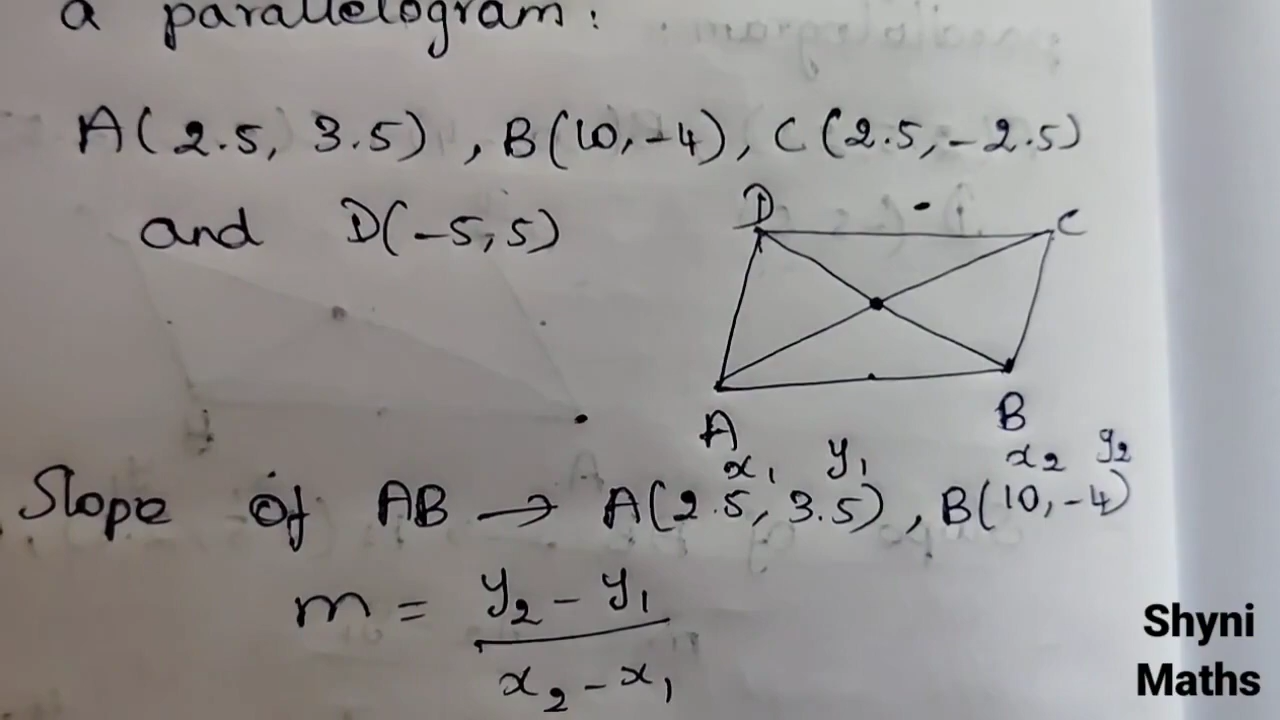 a parallelogram:
A(2.5, 3.5), B(10,-4), C(2.5,-2.5)
and D(-5,5)
D C
A B
x₁ y₁ x₂ y₂
Slope of AB → A(2.5, 3.5), B(10,-4)
m = y₂ - y₁
x₂ - x₁
Shyni
Maths